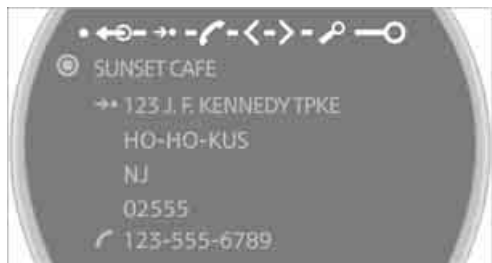 SUNSET CAFE
123 J. F. KENNEDY TPKE
HO-HO-KUS
NJ
02555
123-555-6789